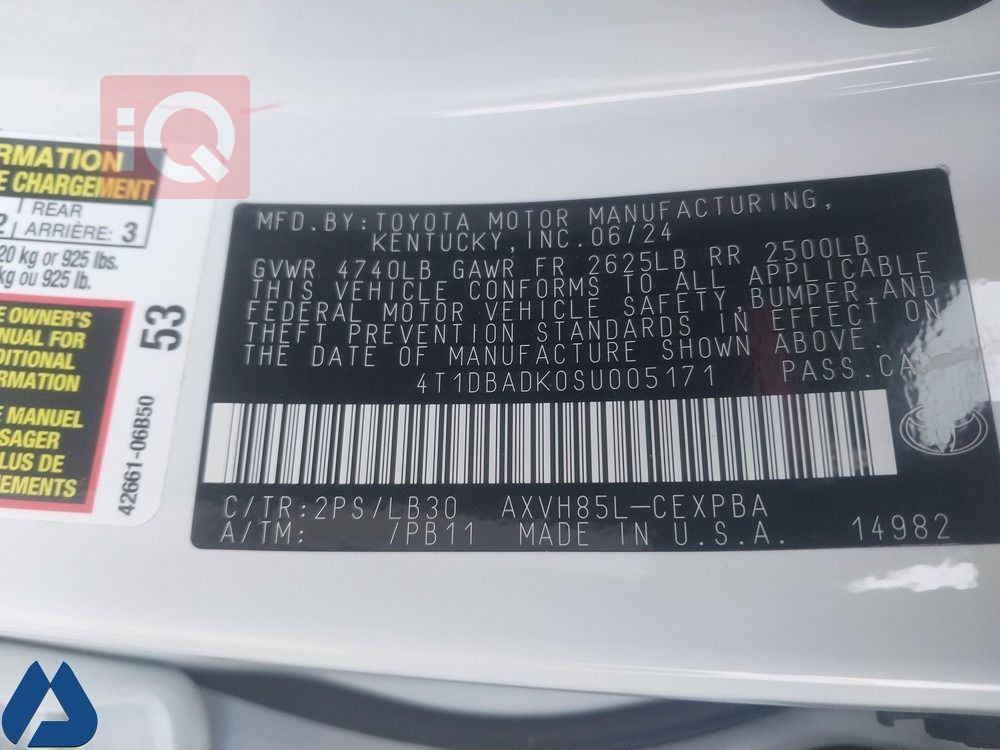 iQ
RMATION
E CHARGEMENT
2 REAR
ARRIÈRE: 3
20 kg or 925 lbs.
kg ou 925 lb.
E OWNER'S
ANUAL FOR
DDITIONAL
ORMATION
E MANUEL
SAGER
LUS DE
EMENTS
53
42661-06B50
MFD.BY:TOYOTA MOTOR MANUFACTURING,
KENTUCKY,INC.06/24
GVWR 4740LB GAWR FR 2625LB RR 2500LB
THIS VEHICLE CONFORMS TO ALL APPLICABLE
FEDERAL MOTOR VEHICLE SAFETY,BUMPER,AND
THEFT PREVENTION STANDARDS IN EFFECT ON
THE DATE OF MANUFACTURE SHOWN ABOVE.
4T1DBADK0SU005171 PASS.CA
C/TR:2PS/LB30 AXVH85L-CEXPBA
A/TM: /PB11 MADE IN U.S.A. 14982